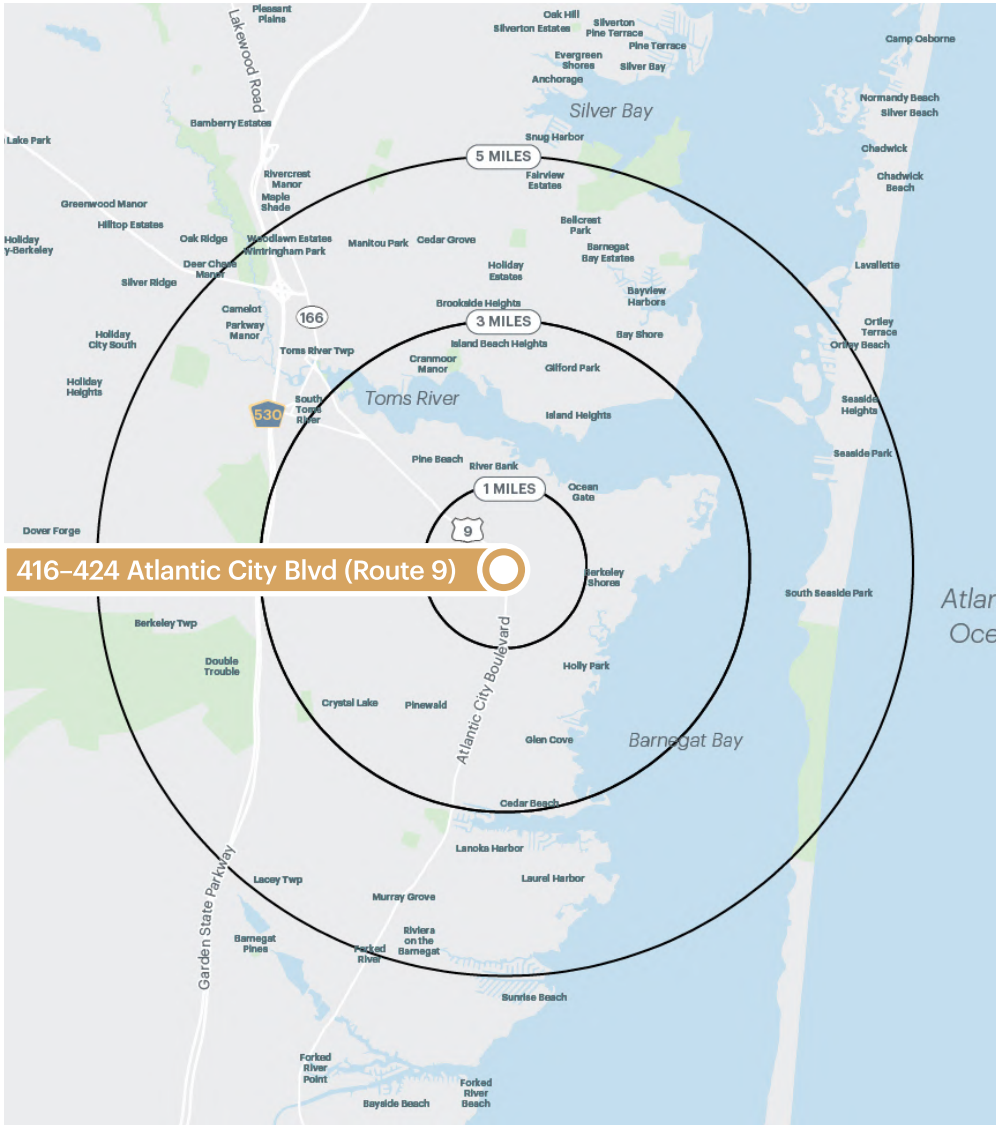 Pleasant
Plains
Lakewood Road
Oak Hill
Silverton Estates
Silverton
Pine Terrace
Pine Terrace
Evergreen
Shores
Silver Bay
Anchorage
Camp Osborne
Normandy Beach
Silver Beach
Silver Bay
Bamberry Estates
Snug Harbor
Lake Park
Chadwick
5 MILES
Rivercrest
Manor
Fairview
Estates
Chadwick
Beach
Maple
Shade
Greenwood Manor
Hilltop Estates
Bellcrest
Park
Holiday
y-Berkeley
Oak Ridge
Woodlawn Estates
Wintringham Park
Manitou Park
Cedar Grove
Barnegat
Bay Estates
Deer Chase
Manor
Holiday
Estates
Lavallette
Silver Ridge
Bayview
Harbors
Camelot
Brookside Heights
166
3 MILES
Parkway
Manor
Ortley
Terrace
Holiday
City South
Bay Shore
Island Beach Heights
Ortley Beach
Toms River Twp
Cranmoor
Manor
Gilford Park
Holiday
Heights
Toms River
South
Toms
River
530
Seaside
Heights
Island Heights
Seaside Park
Pine Beach
River Bank
1 MILES
Ocean
Gate
9
Dover Forge
416–424 Atlantic City Blvd (Route 9)
Berkeley
Shores
South Seaside Park
Atlan
Oce
Berkeley Twp
Atlantic City Boulevard
Double
Trouble
Holly Park
Crystal Lake
Pinewald
Glen Cove
Barnegat Bay
Cedar Beach
Lanoka Harbor
Garden State Parkway
Lacey Twp
Laurel Harbor
Murray Grove
Barnegat
Pines
Riviera
on the
Barnegat
Forked
River
Sunrise Beach
Forked
River
Point
Bayside Beach
Forked
River
Beach